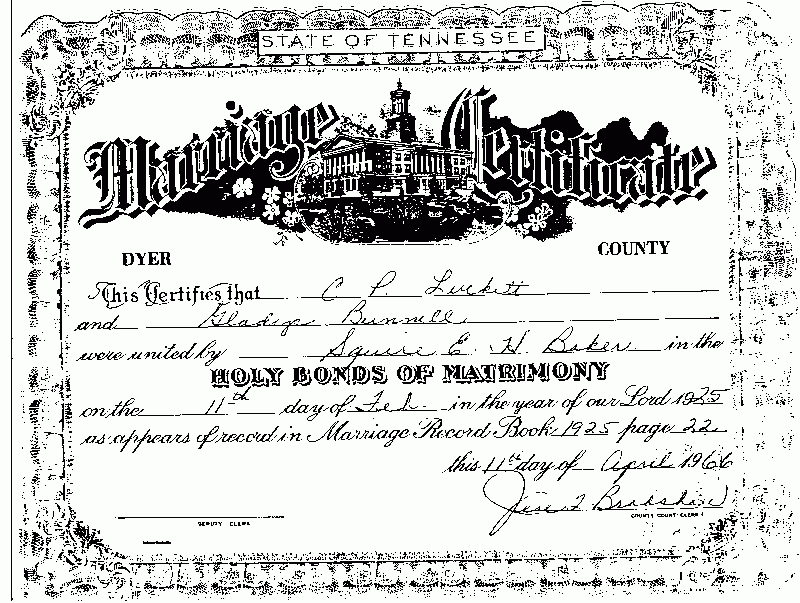 STATE OF TENNESSEE
Marriage Certificate
DYER COUNTY
This Certifies that C P. Luckett
and Gladys Bunnell
were united by Squire E. H Baker in the
HOLY BONDS OF MATRIMONY
on the 11th day of Feb. in the year of our Lord 1925
as appears of record in Marriage Record Book 1925 page 22
this 11th day of April 1966
Bradshaw
DEPUTY CLERK COUNTY COURT CLERK